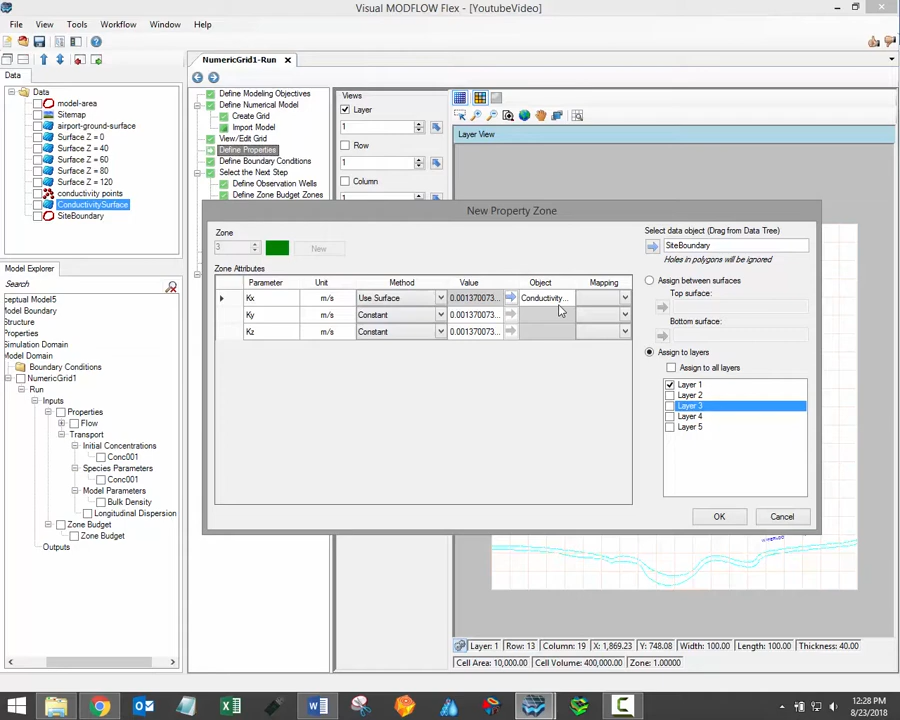 Visual MODFLOW Flex - [YoutubeVideo]
File View Tools Workflow Window Help
Data
Data
model-area
Sitemap
airport-ground-surface
Surface Z = 0
Surface Z = 40
Surface Z = 60
Surface Z = 80
Surface Z = 120
conductivity points
ConductivitySurface
SiteBoundary
Model Explorer
Search
ceptual Model5
Model Boundary
Structure
Properties
Simulation Domain
Model Domain
Boundary Conditions
NumericGrid1
Run
Inputs
Properties
Flow
Transport
Initial Concentrations
Conc001
Species Parameters
Conc001
Model Parameters
Bulk Density
Longitudinal Dispersion
Zone Budget
Zone Budget
Outputs
NumericGrid1-Run
Define Modeling Objectives
Define Numerical Model
Create Grid
Import Model
View/Edit Grid
Define Properties
Define Boundary Conditions
Select the Next Step
Define Observation Wells
Define Zone Budget Zones
Views
Layer
1
Row
1
Column
1
Layer View
New Property Zone
Zone
3
New
Zone Attributes
Parameter Unit Method Value Object Mapping
Kx m/s Use Surface 0.001370073... Conductivity...
Ky m/s Constant 0.001370073...
Kz m/s Constant 0.001370073...
Select data object (Drag from Data Tree)
SiteBoundary
Holes in polygons will be ignored
Assign between surfaces
Top surface:
Bottom surface:
Assign to layers
Assign to all layers
Layer 1
Layer 2
Layer 3
Layer 4
Layer 5
OK Cancel
Layer: 1 Row: 13 Column: 19 X: 1,869.23 Y: 748.08 Width: 100.00 Length: 100.00 Thickness: 40.00
Cell Area: 10,000.00 Cell Volume: 400,000.00 Zone: 1.00000
12:28 PM
8/23/2018